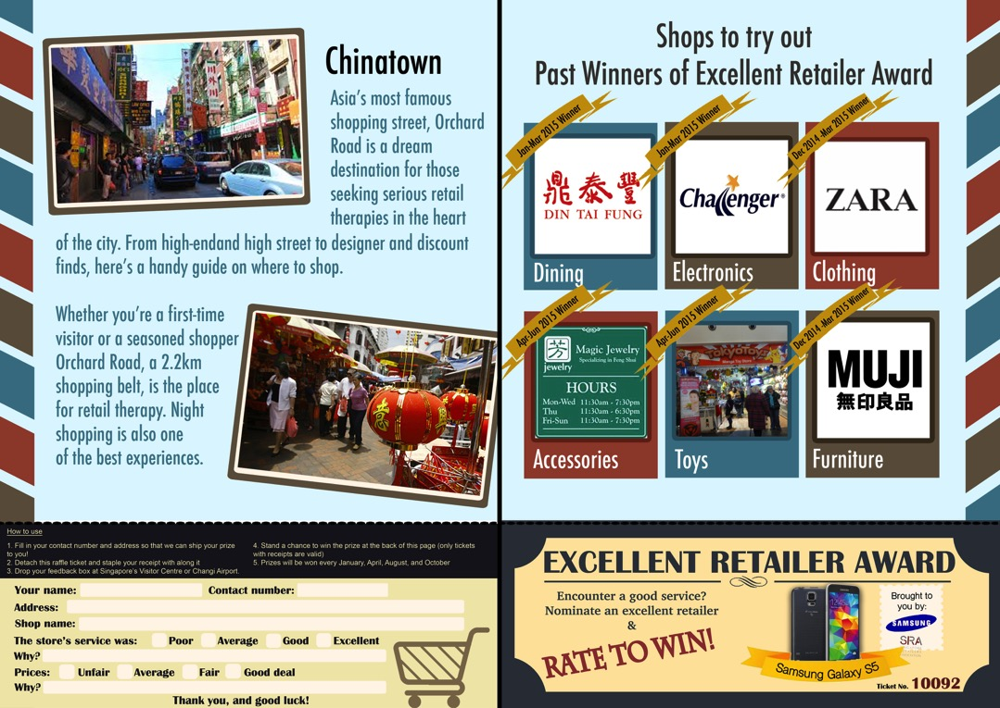 Chinatown
Asia's most famous
shopping street, Orchard
Road is a dream
destination for those
seeking serious retail
therapies in the heart
of the city. From high-endand high street to designer and discount
finds, here's a handy guide on where to shop.
Whether you're a first-time
visitor or a seasoned shopper
Orchard Road, a 2.2km
shopping belt, is the place
for retail therapy. Night
shopping is also one
of the best experiences.
How to use
1. Fill in your contact number and address so that we can ship your prize
to you!
2. Detach this raffle ticket and staple your receipt with along it
3. Drop your feedback box at Singapore's Visitor Centre or Changi Airport.
4. Stand a chance to win the prize at the back of this page (only tickets
with receipts are valid)
5. Prizes will be won every January, April, August, and October
Your name: Contact number:
Address:
Shop name:
The store's service was: Poor Average Good Excellent
Why?
Prices: Unfair Average Fair Good deal
Why?
Thank you, and good luck!
Shops to try out
Past Winners of Excellent Retailer Award
Jan-Mar 2015 Winner
鼎泰豐
DIN TAI FUNG
Dining
Jan-Mar 2015 Winner
Challenger®
Electronics
Dec 2014 -Mar 2015 Winner
ZARA
Clothing
Apr-Jun 2015 Winner
芳
jewelry
Magic Jewelry
Specializing in Feng Shui
HOURS
Mon-Wed 11:30am - 7:30pm
Thu 11:30am - 6:30pm
Fri-Sun 11:30am - 7:30pm
Accessories
Apr-Jun 2015 Winner
TokyoToys
Toys
Dec 2014 -Mar 2015 Winner
MUJI
無印良品
Furniture
EXCELLENT RETAILER AWARD
Encounter a good service?
Nominate an excellent retailer
&
RATE TO WIN!
Samsung Galaxy S5
Brought to
you by:
SAMSUNG
SRA
Ticket No. 10092